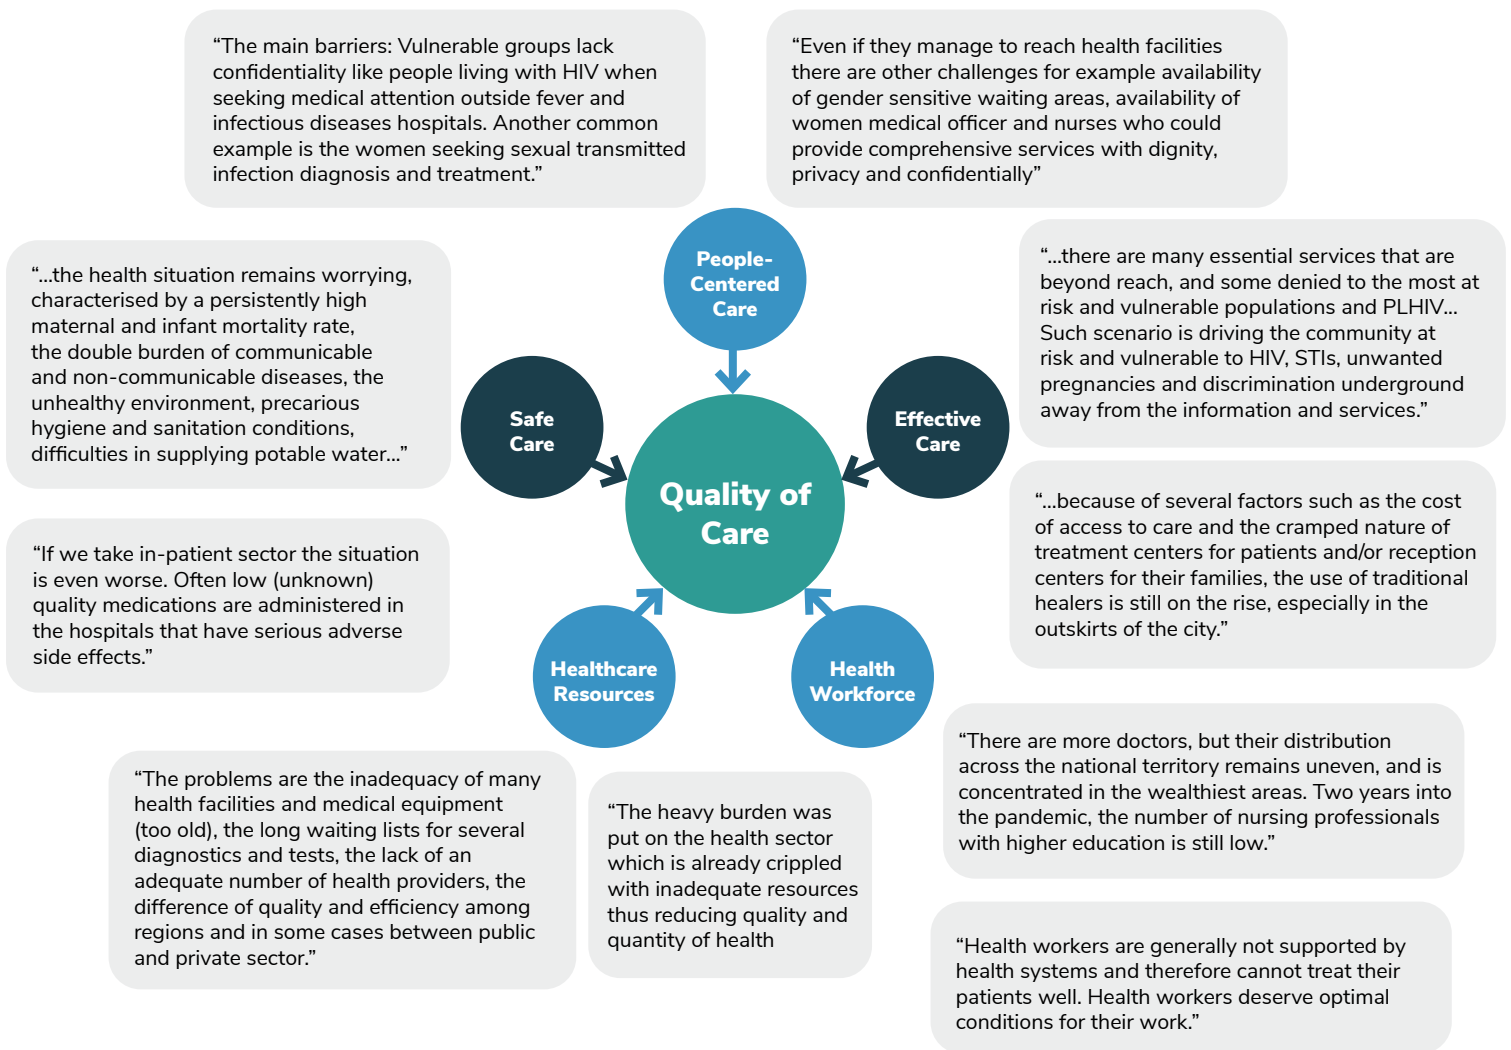 “The main barriers: Vulnerable groups lack
confidentiality like people living with HIV when
seeking medical attention outside fever and
infectious diseases hospitals. Another common
example is the women seeking sexual transmitted
infection diagnosis and treatment.”
“Even if they manage to reach health facilities
there are other challenges for example availability
of gender sensitive waiting areas, availability of
women medical officer and nurses who could
provide comprehensive services with dignity,
privacy and confidentially”
“...the health situation remains worrying,
characterised by a persistently high
maternal and infant mortality rate,
the double burden of communicable
and non-communicable diseases, the
unhealthy environment, precarious
hygiene and sanitation conditions,
difficulties in supplying potable water...”
People-
Centered
Care
“...there are many essential services that are
beyond reach, and some denied to the most at
risk and vulnerable populations and PLHIV...
Such scenario is driving the community at
risk and vulnerable to HIV, STIs, unwanted
pregnancies and discrimination underground
away from the information and services.”
Safe
Care
Effective
Care
Quality of
Care
“If we take in-patient sector the situation
is even worse. Often low (unknown)
quality medications are administered in
the hospitals that have serious adverse
side effects.”
“...because of several factors such as the cost
of access to care and the cramped nature of
treatment centers for patients and/or reception
centers for their families, the use of traditional
healers is still on the rise, especially in the
outskirts of the city.”
Healthcare
Resources
Health
Workforce
“The problems are the inadequacy of many
health facilities and medical equipment
(too old), the long waiting lists for several
diagnostics and tests, the lack of an
adequate number of health providers, the
difference of quality and efficiency among
regions and in some cases between public
and private sector.”
“The heavy burden was
put on the health sector
which is already crippled
with inadequate resources
thus reducing quality and
quantity of health
“There are more doctors, but their distribution
across the national territory remains uneven, and is
concentrated in the wealthiest areas. Two years into
the pandemic, the number of nursing professionals
with higher education is still low.”
“Health workers are generally not supported by
health systems and therefore cannot treat their
patients well. Health workers deserve optimal
conditions for their work.”